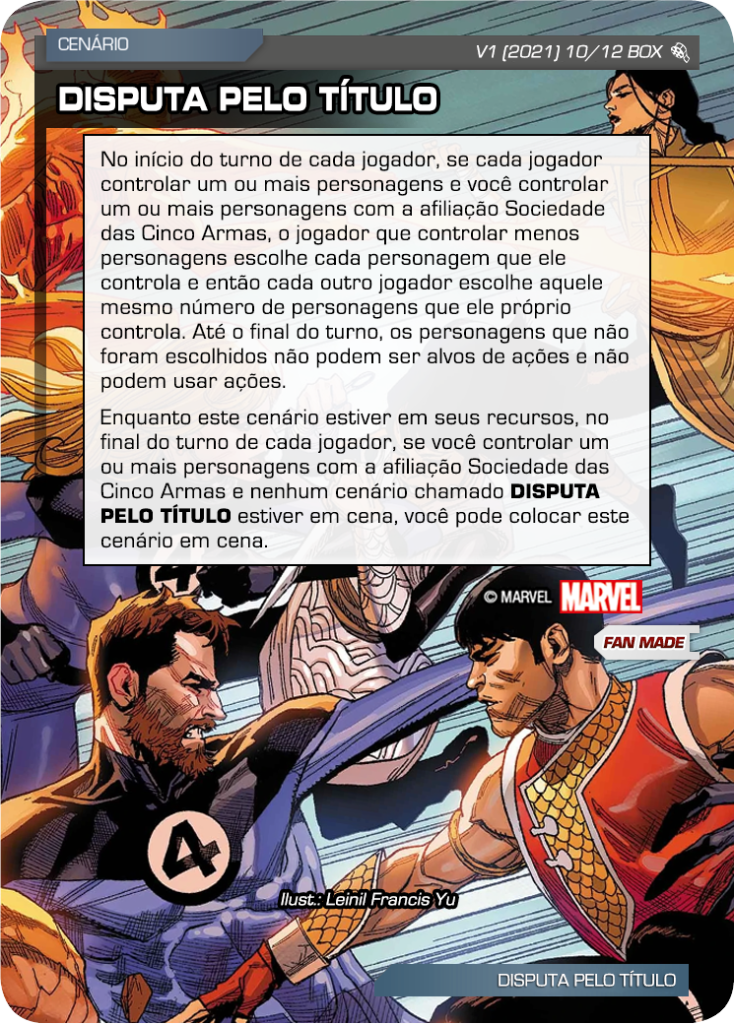 CENÁRIO
V1 (2021) 10/12 BOX
DISPUTA PELO TÍTULO
No início do turno de cada jogador, se cada jogador
controlar um ou mais personagens e você controlar
um ou mais personagens com a afiliação Sociedade
das Cinco Armas, o jogador que controlar menos
personagens escolhe cada personagem que ele
controla e então cada outro jogador escolhe aquele
mesmo número de personagens que ele próprio
controla. Até o final do turno, os personagens que não
foram escolhidos não podem ser alvos de ações e não
podem usar ações.
Enquanto este cenário estiver em seus recursos, no
final do turno de cada jogador, se você controlar um
ou mais personagens com a afiliação Sociedade das
Cinco Armas e nenhum cenário chamado DISPUTA
PELO TÍTULO estiver em cena, você pode colocar este
cenário em cena.
© MARVEL MARVEL
FAN MADE
4
Ilust.: Leinil Francis Yu
DISPUTA PELO TÍTULO